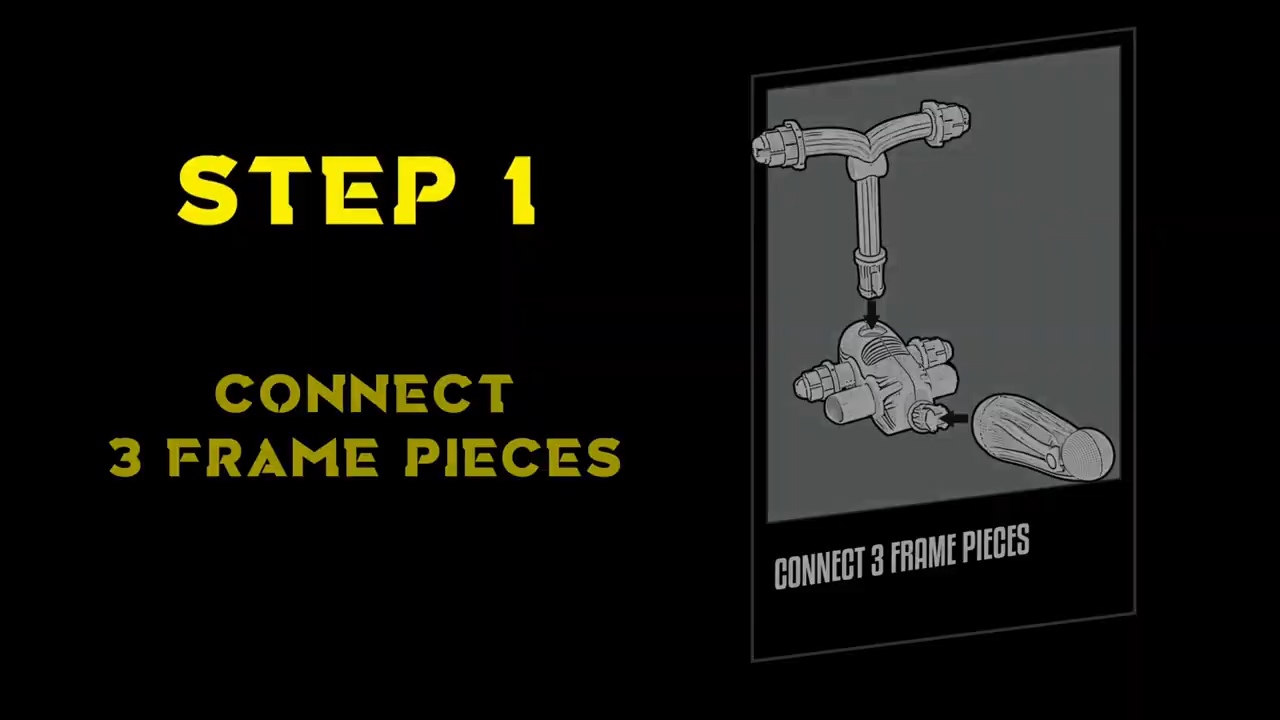 STEP 1
CONNECT
3 FRAME PIECES
CONNECT 3 FRAME PIECES